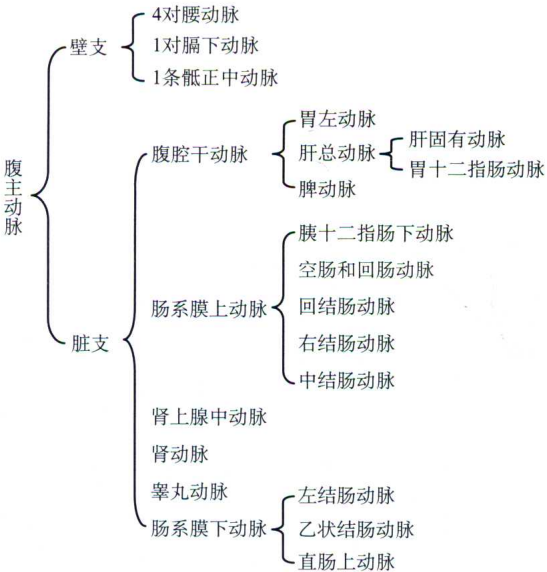 腹主动脉
壁支
4对腰动脉
1对膈下动脉
1条骶正中动脉
脏支
腹腔干动脉
胃左动脉
肝总动脉
肝固有动脉
胃十二指肠动脉
脾动脉
肠系膜上动脉
胰十二指肠下动脉
空肠和回肠动脉
回结肠动脉
右结肠动脉
中结肠动脉
肾上腺中动脉
肾动脉
睾丸动脉
肠系膜下动脉
左结肠动脉
乙状结肠动脉
直肠上动脉